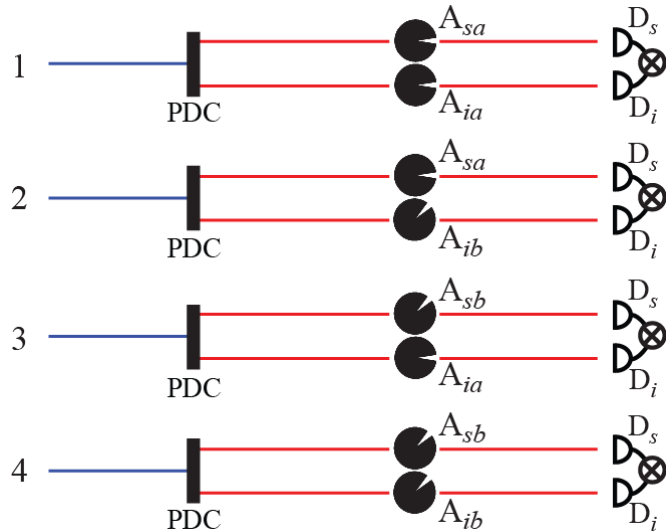 A_sa D_s
1
PDC A_ia D_i
A_sa D_s
2
PDC A_ib D_i
A_sb D_s
3
PDC A_ia D_i
A_sb D_s
4
PDC A_ib D_i